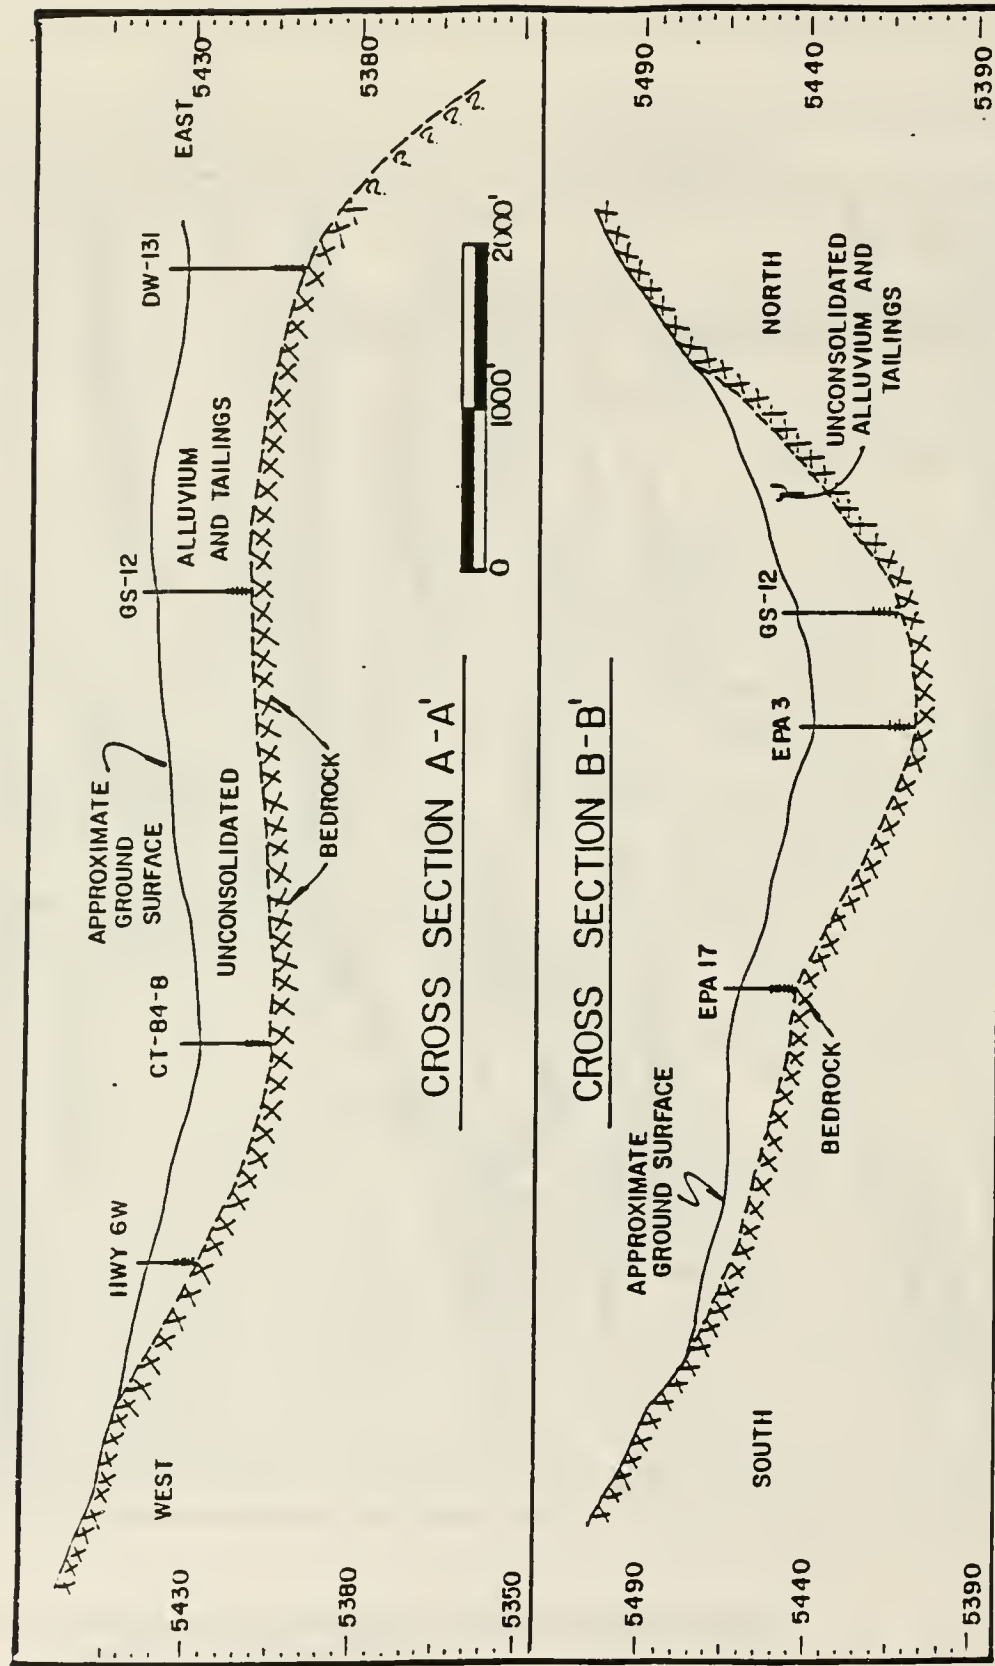 WEST
EAST
HWY 6W
CT-84-8
GS-12
DW-131
APPROXIMATE
GROUND
SURFACE
UNCONSOLIDATED
ALLUVIUM
AND TAILINGS
BEDROCK
5430
5380
5350
5430
5380
CROSS SECTION A-A'
0
1000'
2000'
CROSS SECTION B-B'
5490
5440
5390
5490
5440
5390
APPROXIMATE
GROUND SURFACE
EPA 17
EPA 3
GS-12
NORTH
UNCONSOLIDATED
ALLUVIUM AND
TAILINGS
BEDROCK
SOUTH